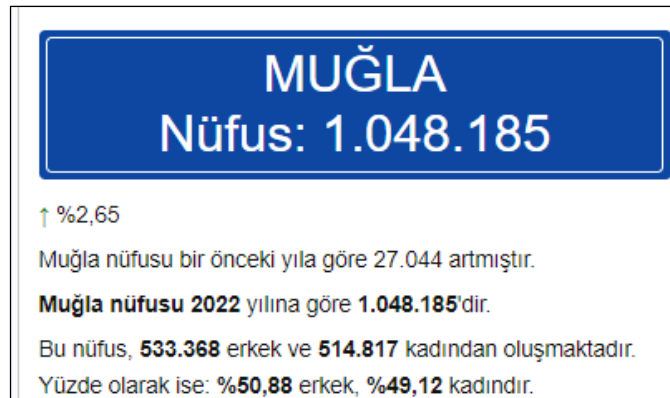 MUĞLA
Nüfus: 1.048.185
↑ %2,65
Muğla nüfusu bir önceki yıla göre 27.044 artmıştır.
Muğla nüfusu 2022 yılına göre 1.048.185'dir.
Bu nüfus, 533.368 erkek ve 514.817 kadından oluşmaktadır.
Yüzde olarak ise: %50,88 erkek, %49,12 kadındır.